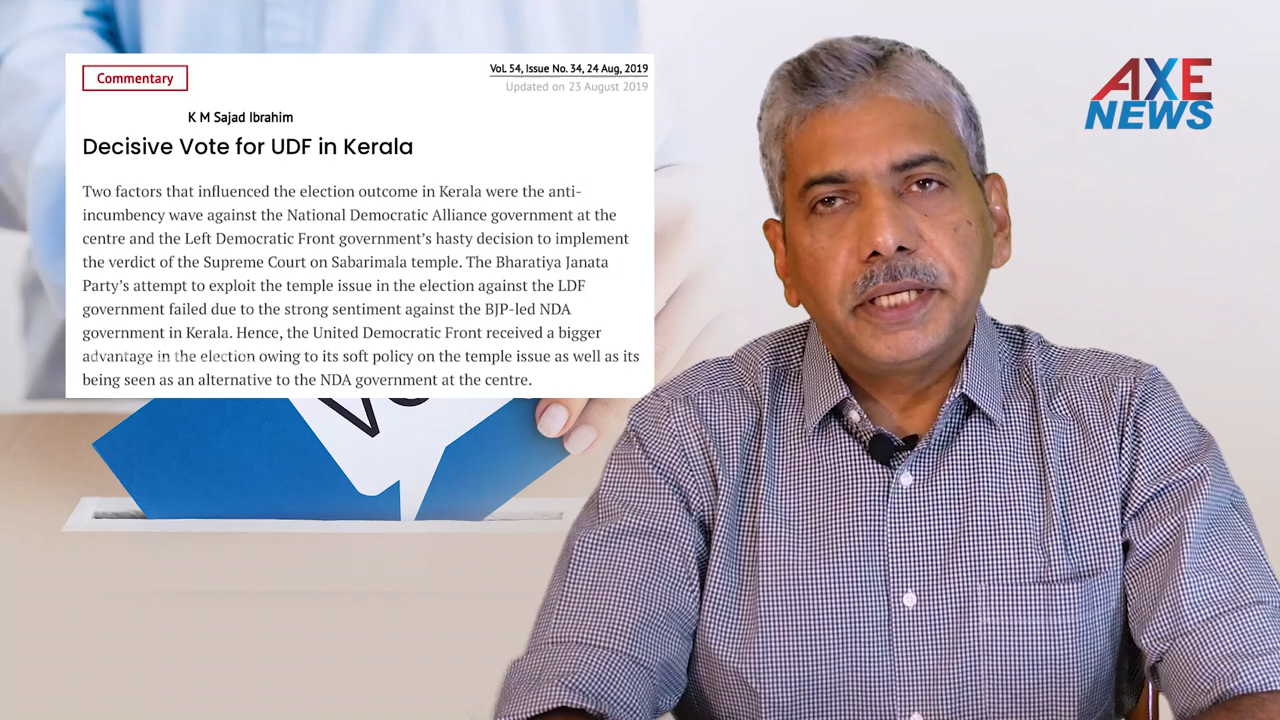 Commentary
Vol. 54, Issue No. 34, 24 Aug, 2019
Updated on 23 August 2019
K M Sajad Ibrahim
Decisive Vote for UDF in Kerala
Two factors that influenced the election outcome in Kerala were the anti-
incumbency wave against the National Democratic Alliance government at the
centre and the Left Democratic Front government's hasty decision to implement
the verdict of the Supreme Court on Sabarimala temple. The Bharatiya Janata
Party's attempt to exploit the temple issue in the election against the LDF
government failed due to the strong sentiment against the BJP-led NDA
government in Kerala. Hence, the United Democratic Front received a bigger
advantage in the election owing to its soft policy on the temple issue as well as its
being seen as an alternative to the NDA government at the centre.
AXE
NEWS